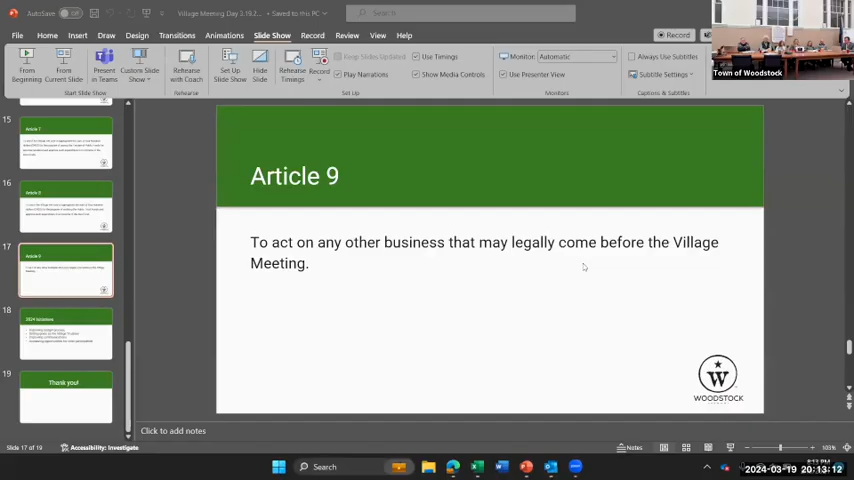 AutoSave
Off
Village Meeting Day 3.19.2... • Saved to this PC
Search
File Home Insert Draw Design Transitions Animations Slide Show Record Review View Help
Record
From Beginning
From Current Slide
Present in Teams
Custom Slide Show
Rehearse with Coach
Set Up Slide Show
Hide Slide
Rehearse Timings
Record
Keep Slides Updated
Play Narrations
Use Timings
Show Media Controls
Monitor: Automatic
Use Presenter View
Always Use Subtitles
Subtitle Settings
Start Slide Show
Rehearse
Set Up
Monitors
Captions & Subtitles
Town of Woodstock
15
Article 7
16
Article 8
17
Article 9
18
2024 Initiatives
19
Thank you!
Article 9
To act on any other business that may legally come before the Village
Meeting.
W
WOODSTOCK
Click to add notes
Slide 17 of 19
Accessibility: Investigate
Notes
103%
Search
8:13 PM
2024-03-19 20:13:12